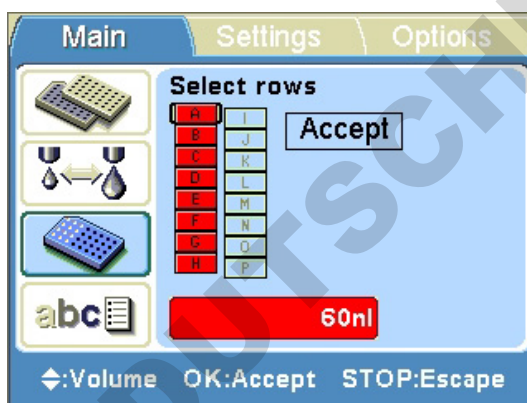 Main Settings Options
Select rows
A I
B J
C K
D L
E M
F N
G O
H P
Accept
abc
60nl
:Volume OK:Accept STOP:Escape